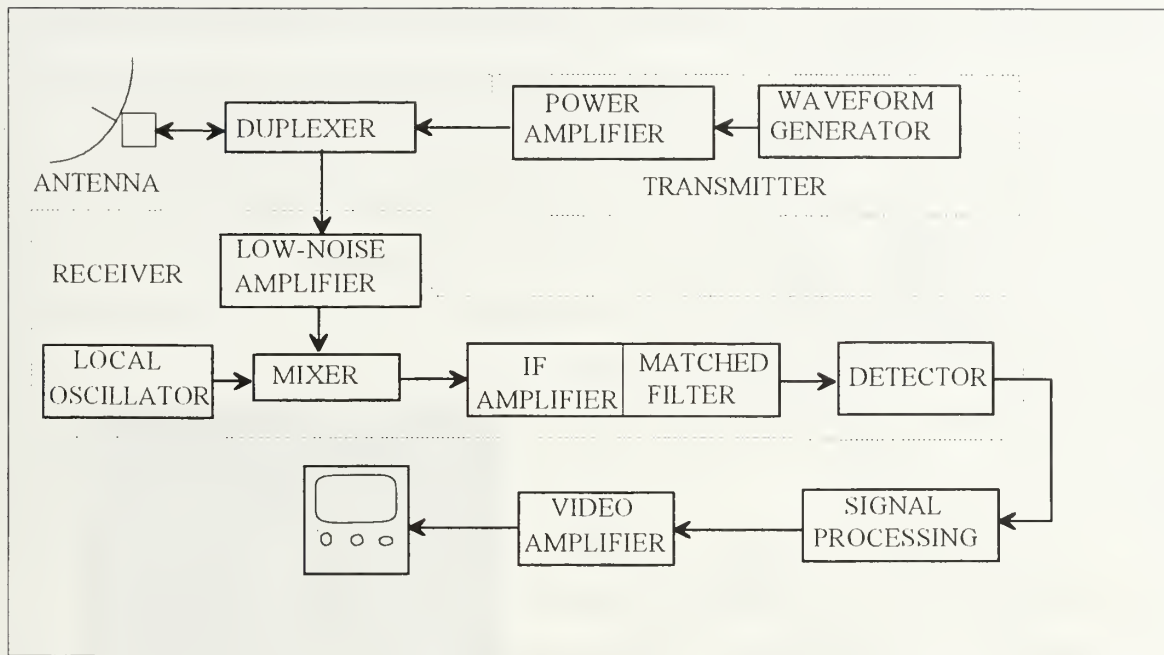 POWER
AMPLIFIER
WAVEFORM
GENERATOR
DUPLEXER
ANTENNA
TRANSMITTER
LOW-NOISE
AMPLIFIER
RECEIVER
LOCAL
OSCILLATOR
MIXER
IF
AMPLIFIER
MATCHED
FILTER
DETECTOR
VIDEO
AMPLIFIER
SIGNAL
PROCESSING